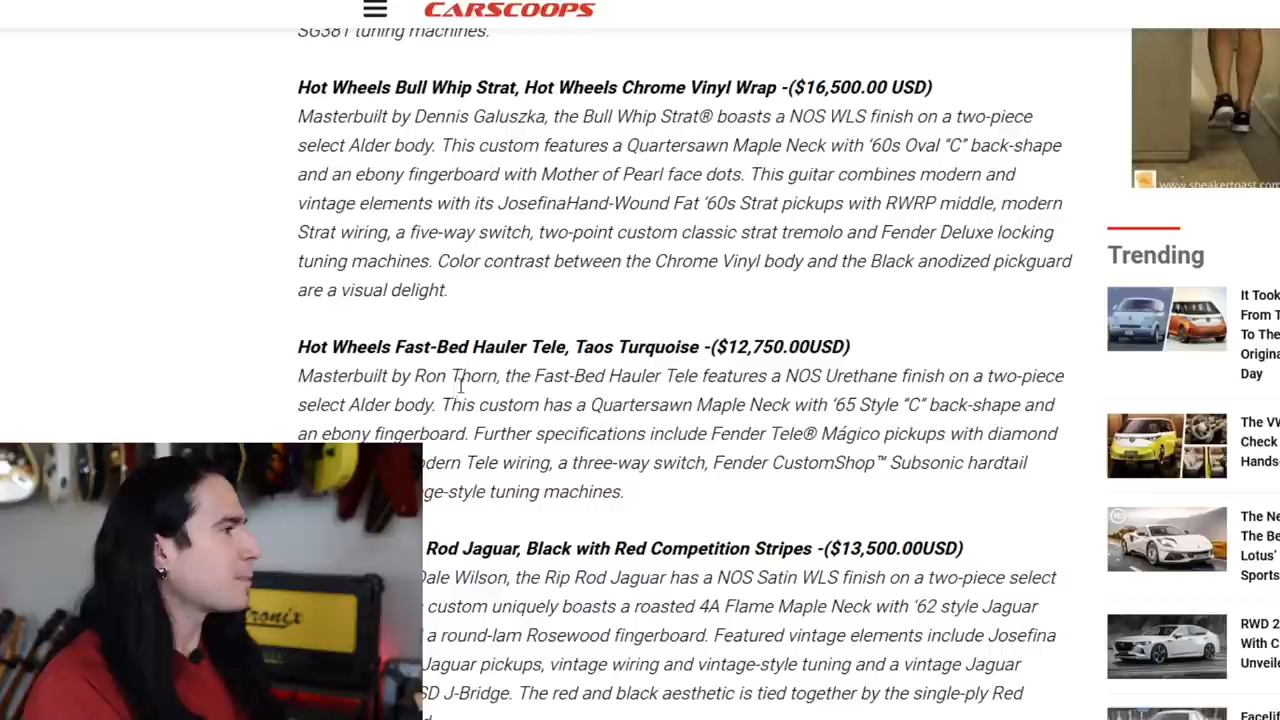 CARSCOOPS
SG381 tuning machines.
Hot Wheels Bull Whip Strat, Hot Wheels Chrome Vinyl Wrap -($16,500.00 USD)
Masterbuilt by Dennis Galuszka, the Bull Whip Strat® boasts a NOS WLS finish on a two-piece
select Alder body. This custom features a Quartersawn Maple Neck with ‘60s Oval “C” back-shape
and an ebony fingerboard with Mother of Pearl face dots. This guitar combines modern and
vintage elements with its JosefinaHand-Wound Fat ‘60s Strat pickups with RWRP middle, modern
Strat wiring, a five-way switch, two-point custom classic strat tremolo and Fender Deluxe locking
tuning machins. Color contrast between the Chrome Vinyl body and the Black anodized pickguard
are a visual delight.
Hot Wheels Fast-Bed Hauler Tele, Taos Turquoise -($12,750.00USD)
Masterbuilt by Ron Thorn, the Fast-Bed Hauler Tele features a NOS Urethane finish on a two-piece
select Alder body. This custom has a Quartersawn Maple Neck with ‘65 Style “C” back-shape and
an ebony fingerboard. Further specifications include Fender Tele® Mágico pickups with diamond
odern Tele wiring, a three-way switch, Fender CustomShop™ Subsonic hardtail
ge-style tuning machines.
Rod Jaguar, Black with Red Competition Stripes -($13,500.00USD)
Dale Wilson, the Rip Rod Jaguar has a NOS Satin WLS finish on a two-piece select
custom uniquely boasts a roasted 4A Flame Maple Neck with ‘62 style Jaguar
a round-lam Rosewood fingerboard. Featured vintage elements include Josefina
Jaguar pickups, vintage wiring and vintage-style tuning and a vintage Jaguar
SD J-Bridge. The red and black aesthetic is tied together by the single-ply Red
www.speakertoast.com
Trending
It Took
From T
To The
Origina
Day
The VW
Check
Hands-
The Ne
The Be
Lotus’
Sports
RWD 2
With C
Unveile
Facelif